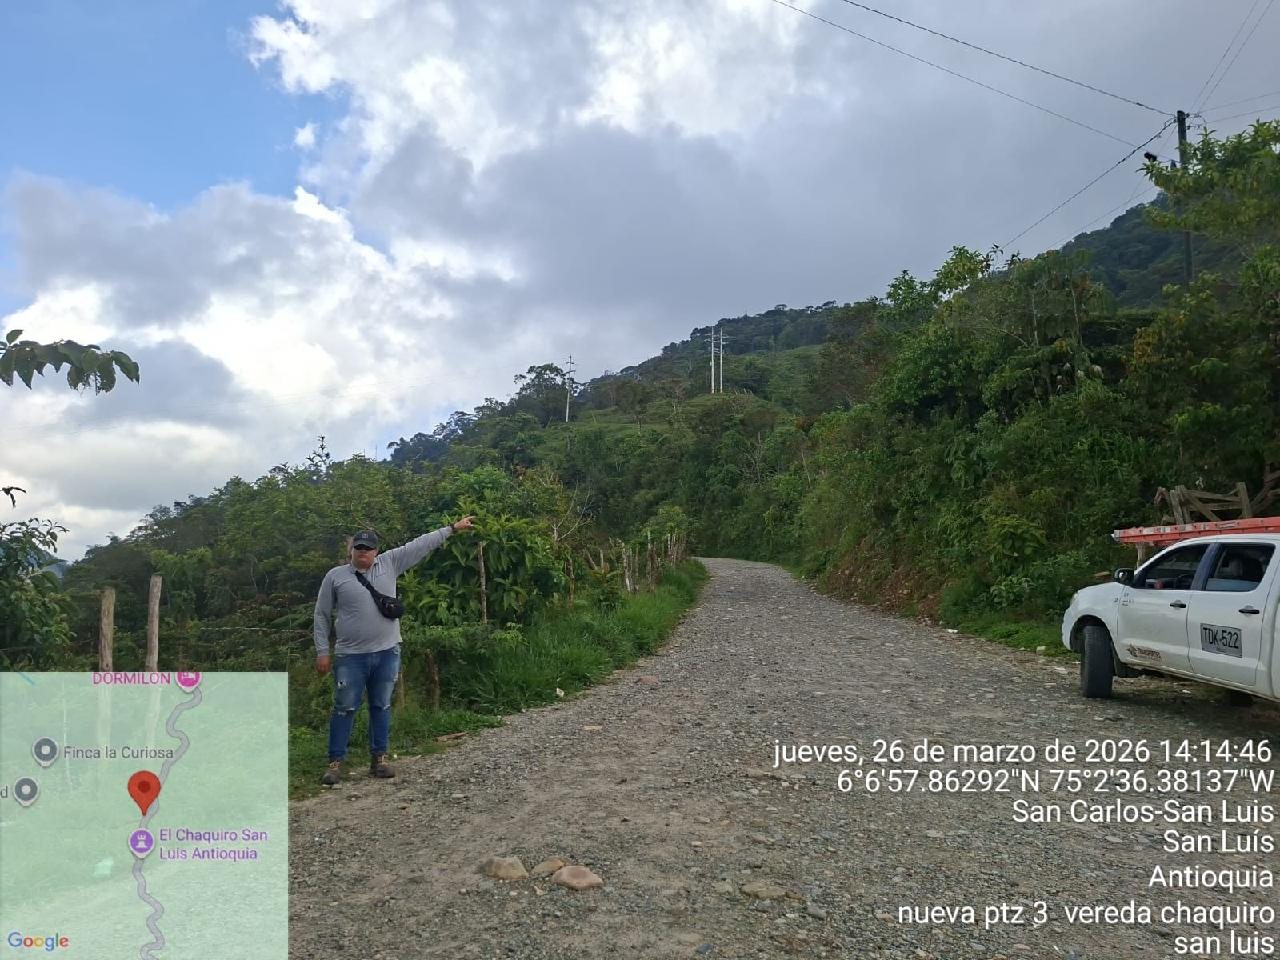 DORMILON
Finca la Curiosa
d
El Chaquiro San
Luis Antioquia
Google
TDK-522
jueves, 26 de marzo de 2026 14:14:46
6°6'57.86292"N 75°2'36.38137"W
San Carlos-San Luis
San Luís
Antioquia
nueva ptz 3  vereda chaquiro
san luis